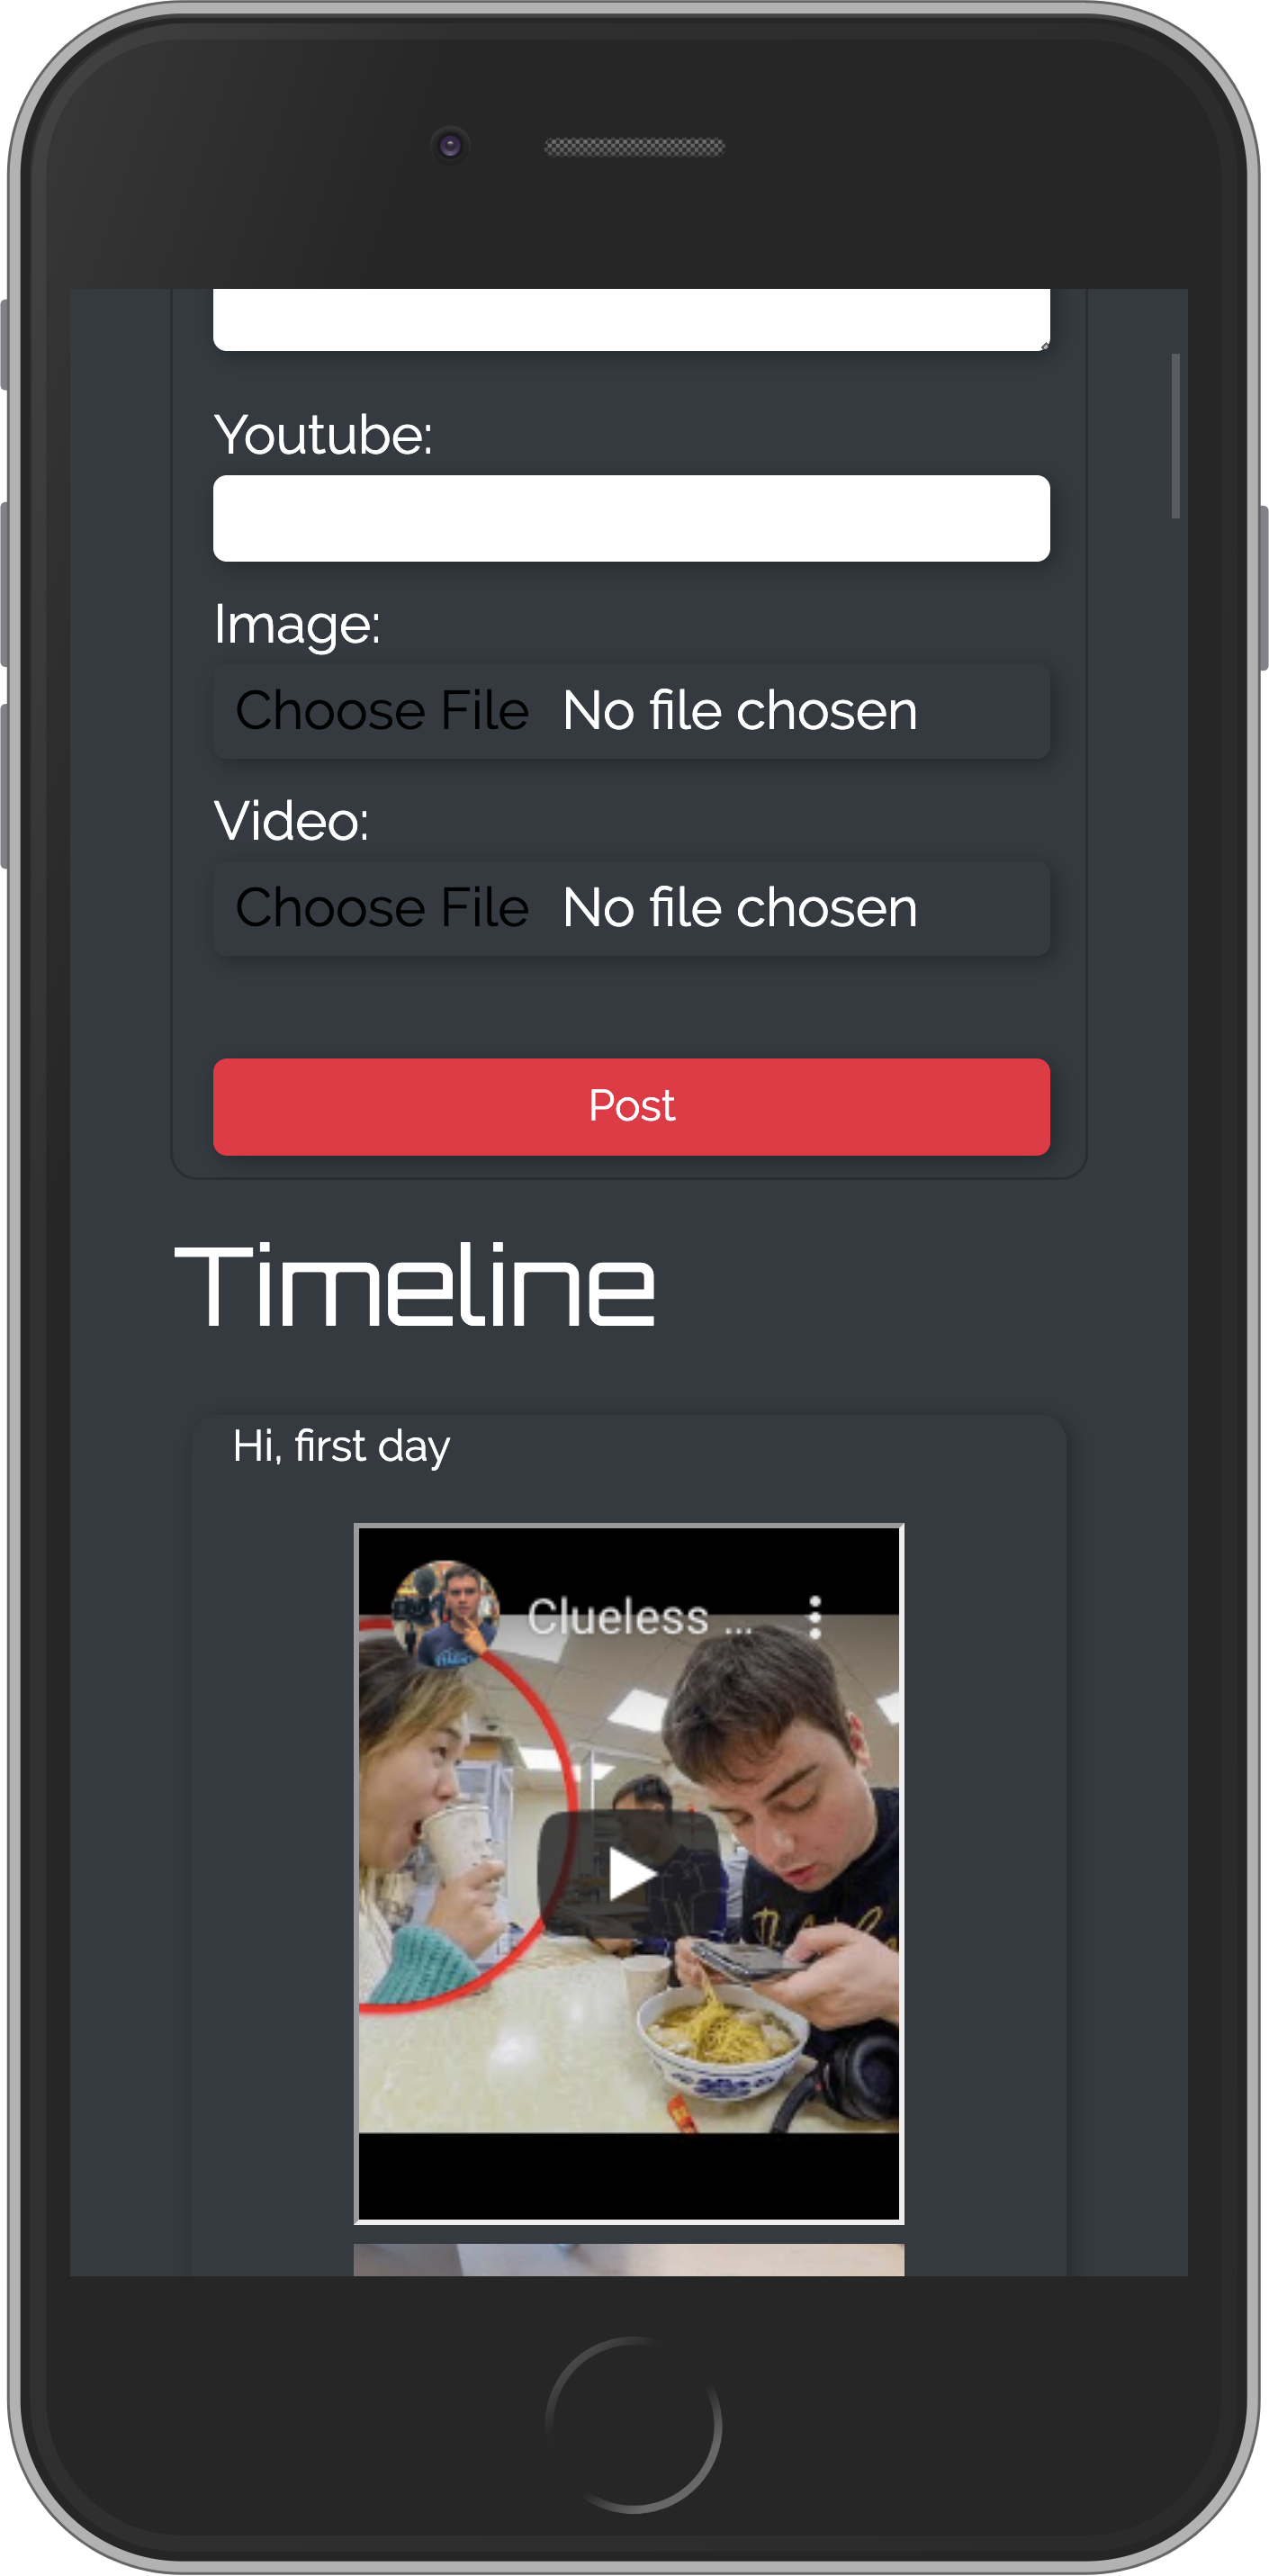 Youtube:
Image:
Choose File No file chosen
Video:
Choose File No file chosen
Post
Timeline
Hi, first day
Clueless ...